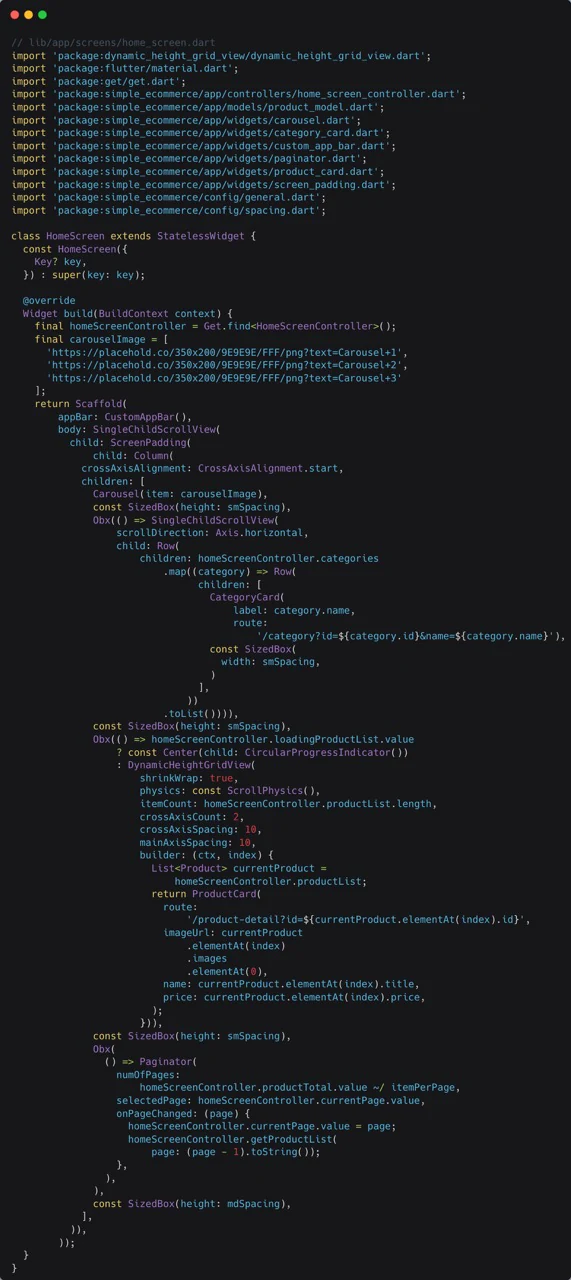 // lib/app/screens/home_screen.dart
import 'package:dynamic_height_grid_view/dynamic_height_grid_view.dart';
import 'package:flutter/material.dart';
import 'package:get/get.dart';
import 'package:simple_ecommerce/app/controllers/home_screen_controller.dart';
import 'package:simple_ecommerce/app/models/product_model.dart';
import 'package:simple_ecommerce/app/widgets/carousel.dart';
import 'package:simple_ecommerce/app/widgets/category_card.dart';
import 'package:simple_ecommerce/app/widgets/custom_app_bar.dart';
import 'package:simple_ecommerce/app/widgets/paginator.dart';
import 'package:simple_ecommerce/app/widgets/product_card.dart';
import 'package:simple_ecommerce/app/widgets/screen_padding.dart';
import 'package:simple_ecommerce/config/general.dart';
import 'package:simple_ecommerce/config/spacing.dart';

class HomeScreen extends StatelessWidget {
  const HomeScreen({
    Key? key,
  }) : super(key: key);

  @override
  Widget build(BuildContext context) {
    final homeScreenController = Get.find<HomeScreenController>();
    final carouselImage = [
      'https://placehold.co/350x200/9E9E9E/FFF/png?text=Carousel+1',
      'https://placehold.co/350x200/9E9E9E/FFF/png?text=Carousel+2',
      'https://placehold.co/350x200/9E9E9E/FFF/png?text=Carousel+3'
    ];
    return Scaffold(
        appBar: CustomAppBar(),
        body: SingleChildScrollView(
          child: ScreenPadding(
              child: Column(
            crossAxisAlignment: CrossAxisAlignment.start,
            children: [
              Carousel(item: carouselImage),
              const SizedBox(height: smSpacing),
              Obx(() => SingleChildScrollView(
                  scrollDirection: Axis.horizontal,
                  child: Row(
                      children: homeScreenController.categories
                          .map((category) => Row(
                                children: [
                                  CategoryCard(
                                      label: category.name,
                                      route:
                                          '/category?id=${category.id}&name=${category.name}'),
                                  const SizedBox(
                                    width: smSpacing,
                                  )
                                ],
                              ))
                          .toList()))),
              const SizedBox(height: smSpacing),
              Obx(() => homeScreenController.loadingProductList.value
                  ? const Center(child: CircularProgressIndicator())
                  : DynamicHeightGridView(
                      shrinkWrap: true,
                      physics: const ScrollPhysics(),
                      itemCount: homeScreenController.productList.length,
                      crossAxisCount: 2,
                      crossAxisSpacing: 10,
                      mainAxisSpacing: 10,
                      builder: (ctx, index) {
                        List<Product> currentProduct =
                            homeScreenController.productList;
                        return ProductCard(
                          route:
                              '/product-detail?id=${currentProduct.elementAt(index).id}',
                          imageUrl: currentProduct
                              .elementAt(index)
                              .images
                              .elementAt(0),
                          name: currentProduct.elementAt(index).title,
                          price: currentProduct.elementAt(index).price,
                        );
                      })),
              const SizedBox(height: smSpacing),
              Obx(
                () => Paginator(
                  numOfPages:
                      homeScreenController.productTotal.value ~/ itemPerPage,
                  selectedPage: homeScreenController.currentPage.value,
                  onPageChanged: (page) {
                    homeScreenController.currentPage.value = page;
                    homeScreenController.getProductList(
                        page: (page - 1).toString());
                  },
                ),
              ),
              const SizedBox(height: mdSpacing),
            ],
          )),
        ));
  }
}